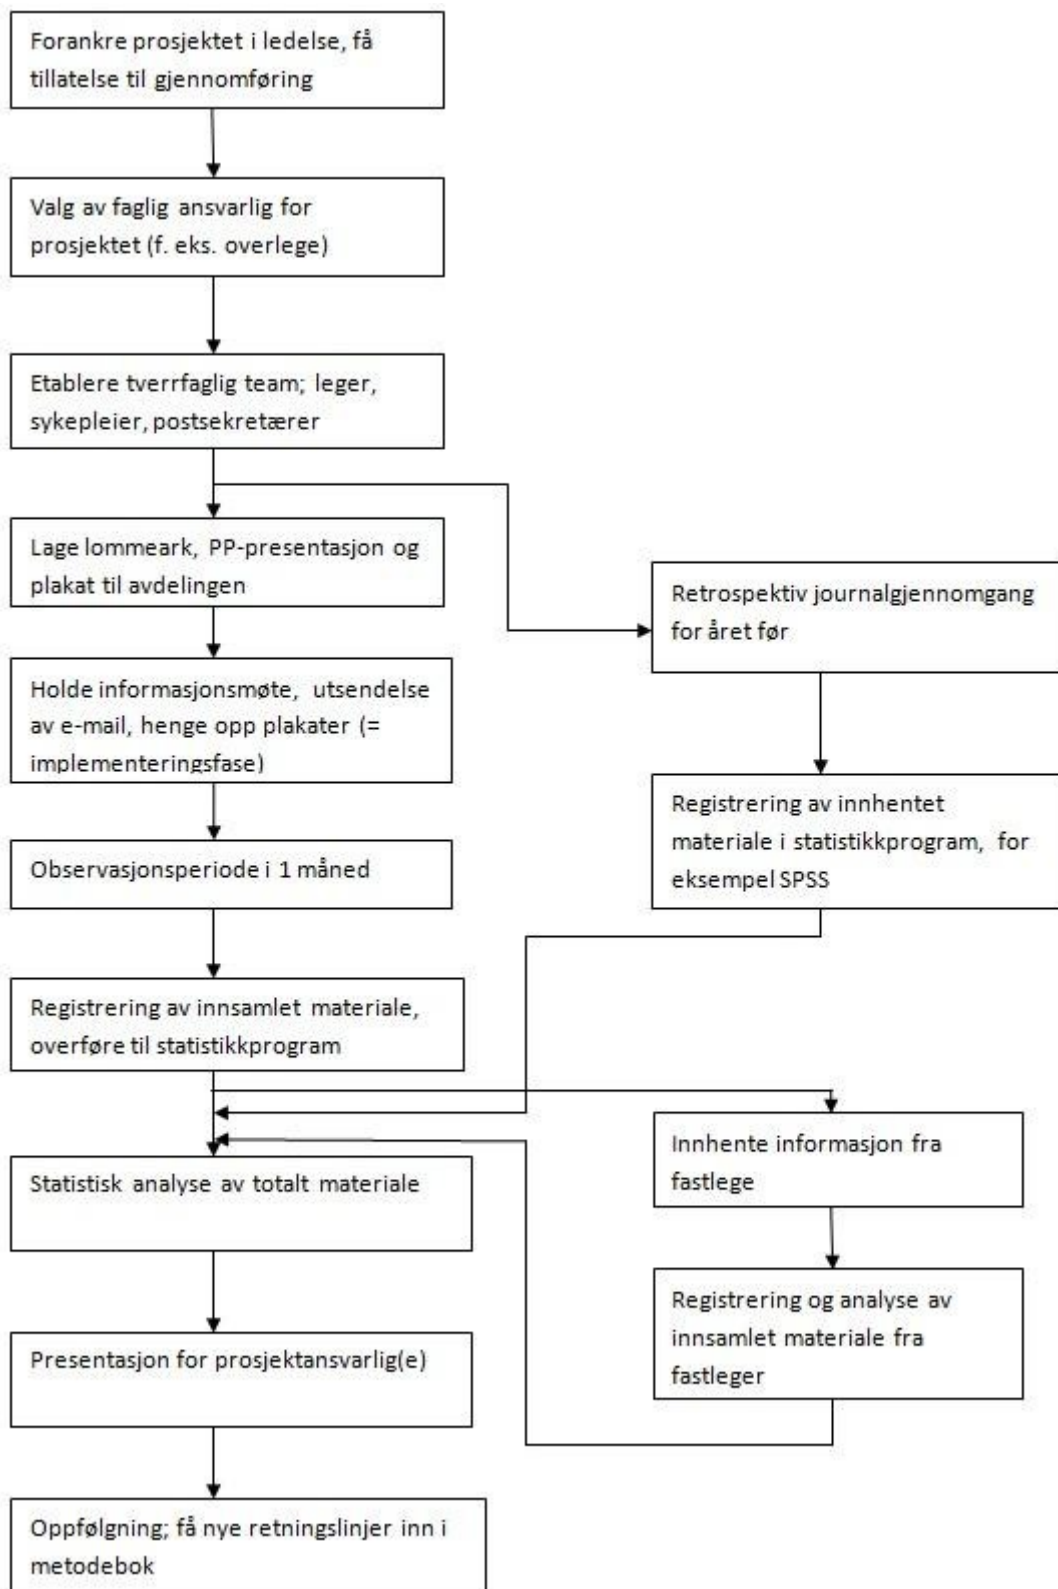 Forankre prosjektet i ledelse, få
tillatelse til gjennomføring
Valg av faglig ansvarlig for
prosjektet (f. eks. overlege)
Etablere tverrfaglig team; leger,
sykepleier, postsekretærer
Lage lommeark, PP-presentasjon og
plakat til avdelingen
Retrospektiv journalgjennomgang
for året før
Holde informasjonsmøte, utsendelse
av e-mail, henge opp plakater (=
implementeringsfase)
Registrering av innhentet
materiale i statistikkprogram, for
eksempel SPSS
Observasjonsperiode i 1 måned
Registrering av innsamlet materiale,
overføre til statistikkprogram
Innhente informasjon fra
fastlege
Statistisk analyse av totalt materiale
Registrering og analyse av
innsamlet materiale fra
fastleger
Presentasjon for prosjektansvarlig(e)
Oppfølgning; få nye retningslinjer inn i
metodebok